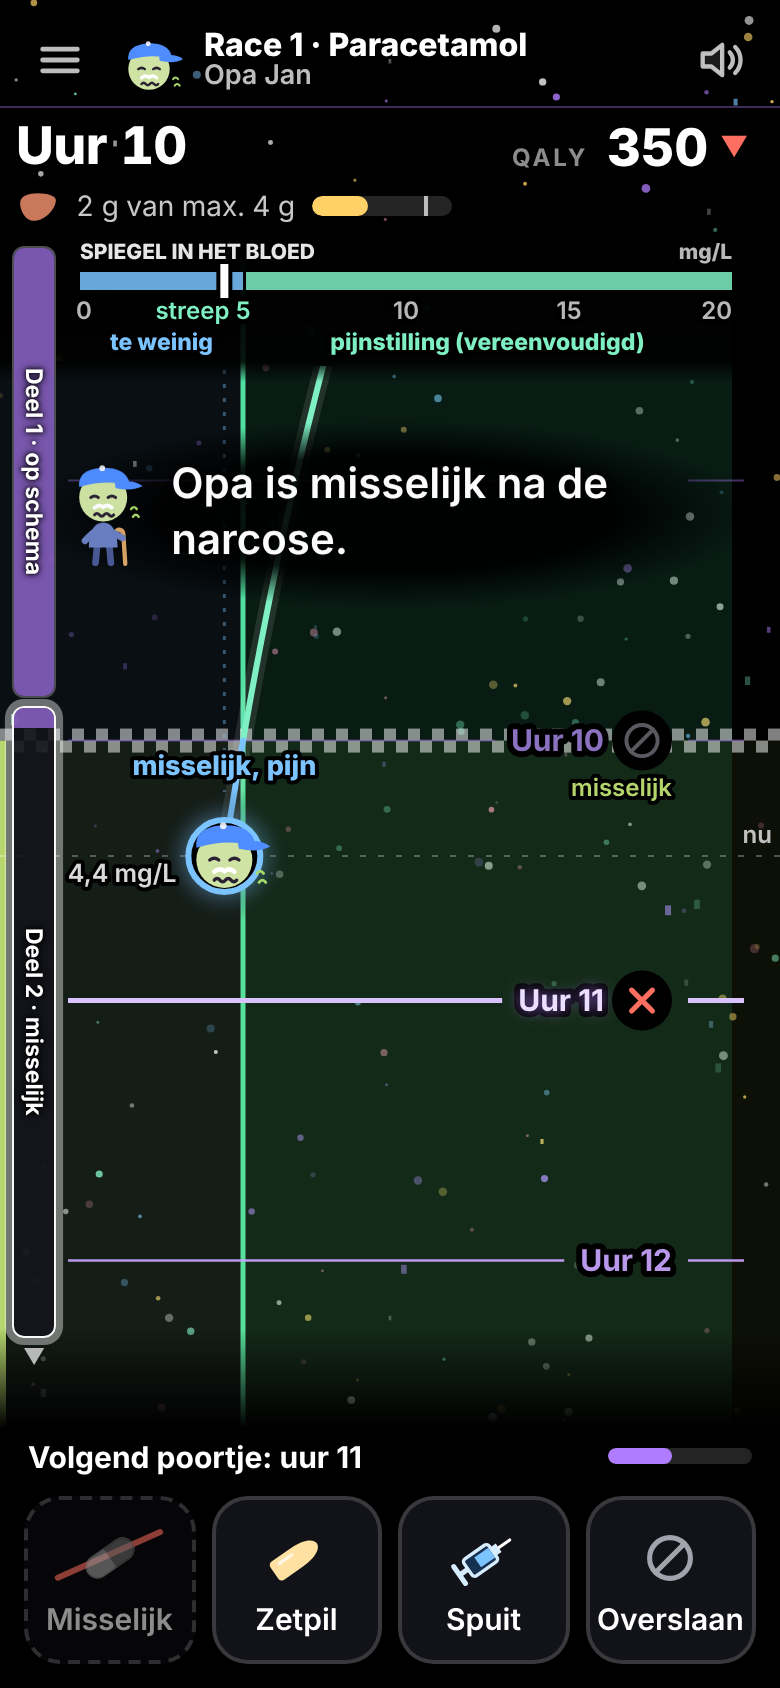 Race 1 · Paracetamol
Opa Jan
Uur 10
QALY 350
2 g van max. 4 g
SPIEGEL IN HET BLOED
mg/L
0
streep 5
10
15
20
te weinig
pijnstilling (vereenvoudigd)
Deel 1 · op schema
Opa is misselijk na de
narcose.
Uur 10
misselijk, pijn
misselijk
nu
4,4 mg/L
Deel 2 · misselijk
Uur 11
Uur 12
Volgend poortje: uur 11
Misselijk
Zetpil
Spuit
Overslaan